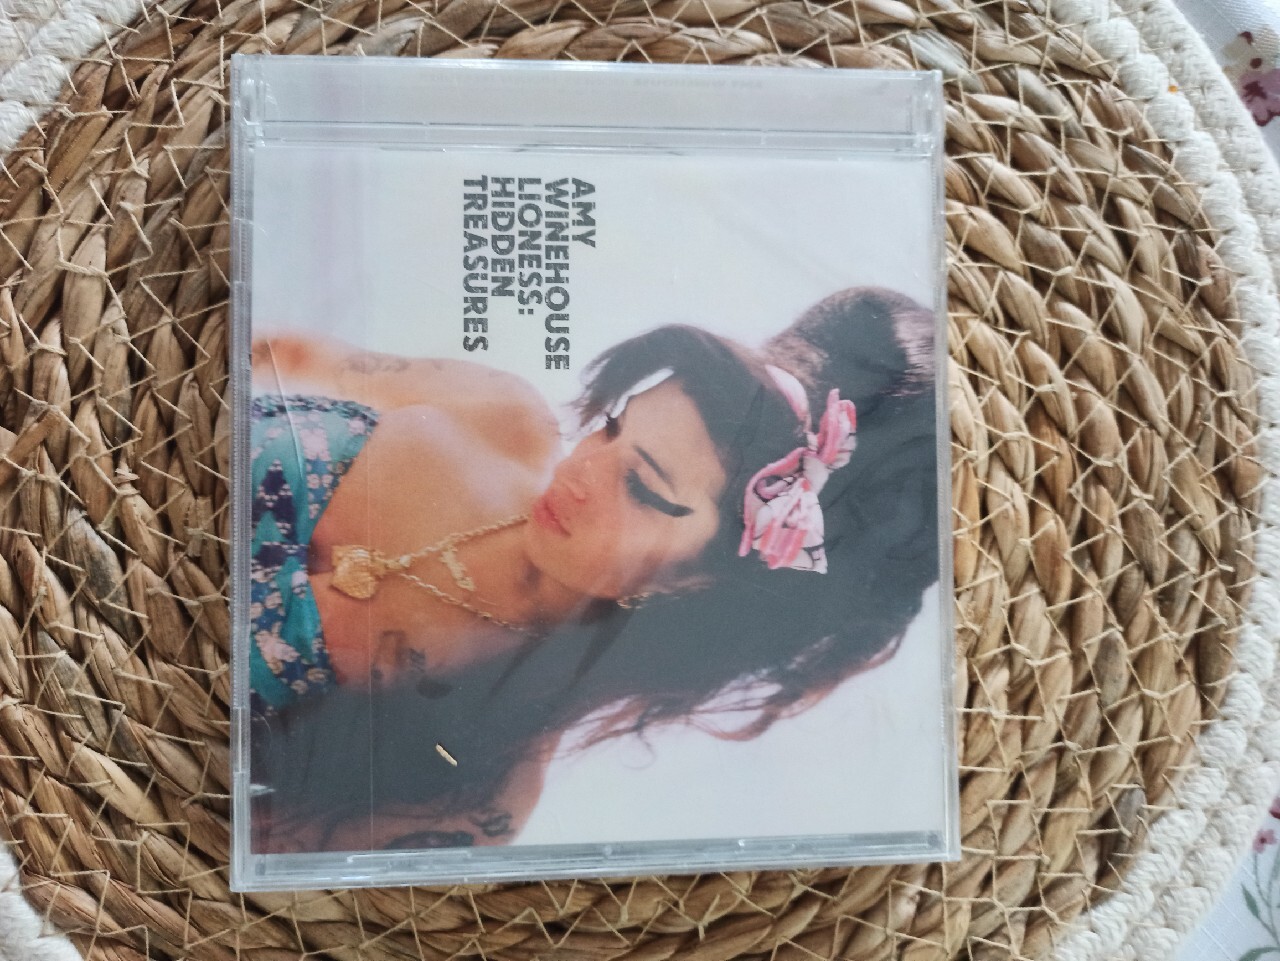 AMY
WINEHOUSE
LIONESS:
HIDDEN
TREASURES